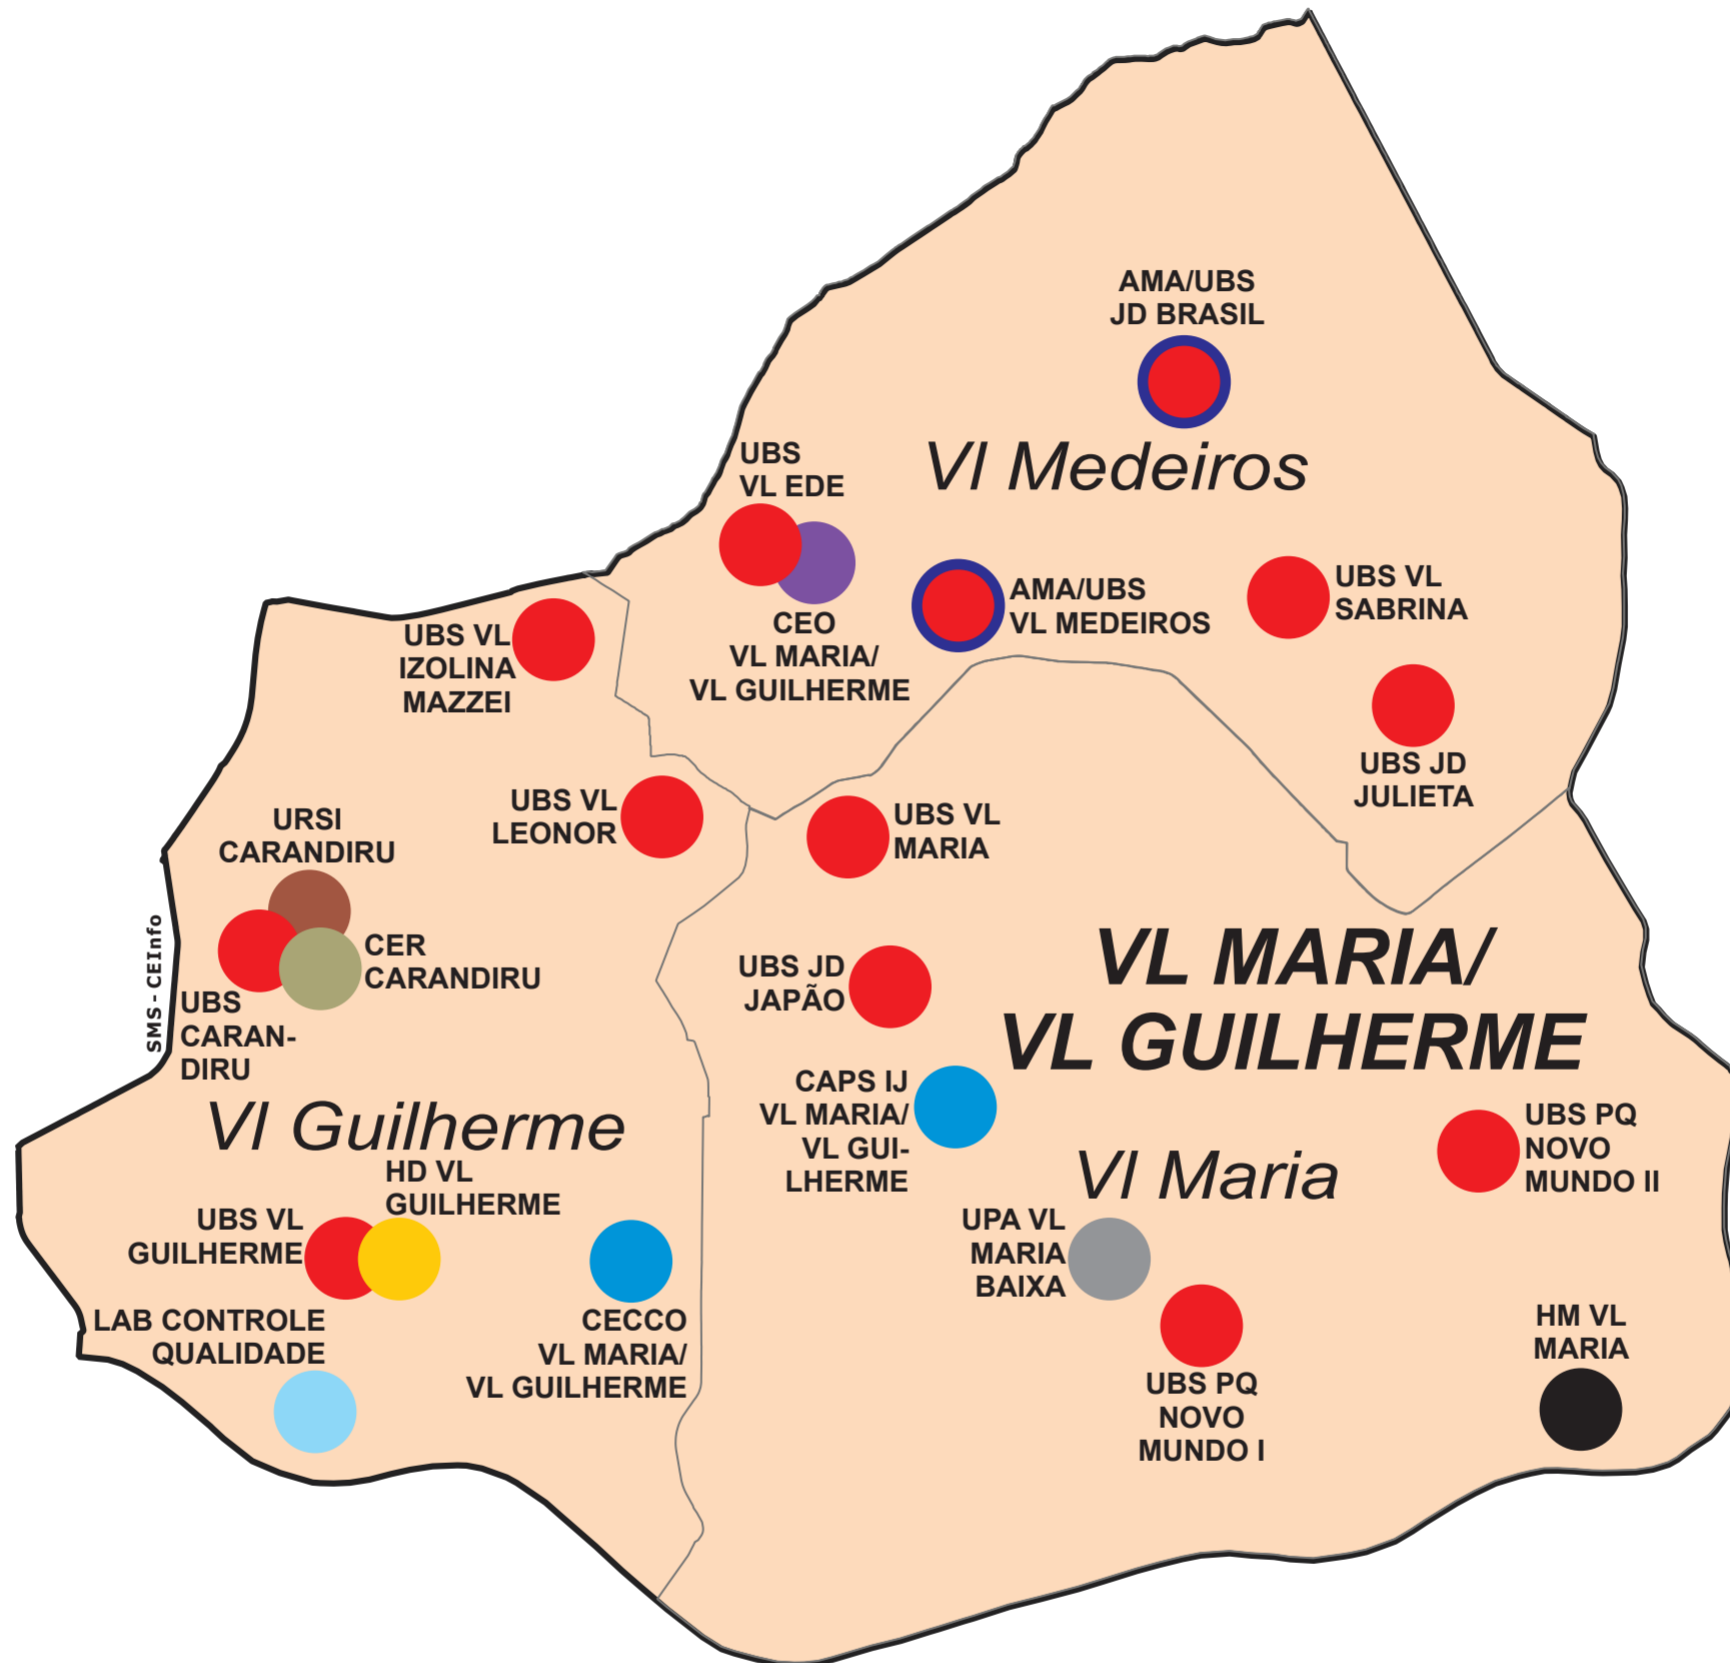 AMA/UBS
JD BRASIL
Vl Medeiros
UBS
VL EDE
CEO
VL MARIA/
VL GUILHERME
AMA/UBS
VL MEDEIROS
UBS VL
SABRINA
UBS JD
JULIETA
UBS VL
IZOLINA
MAZZEI
UBS VL
LEONOR
URSI
CARANDIRU
CER
CARANDIRU
UBS
CARAN-
DIRU
SMS - CEInfo
Vl Guilherme
HD VL
GUILHERME
UBS VL
GUILHERME
LAB CONTROLE
QUALIDADE
CECCO
VL MARIA/
VL GUILHERME
UBS VL
MARIA
UBS JD
JAPÃO
VL MARIA/
VL GUILHERME
CAPS IJ
VL MARIA/
VL GUI-
LHERME
Vl Maria
UBS PQ
NOVO
MUNDO II
UPA VL
MARIA
BAIXA
UBS PQ
NOVO
MUNDO I
HM VL
MARIA